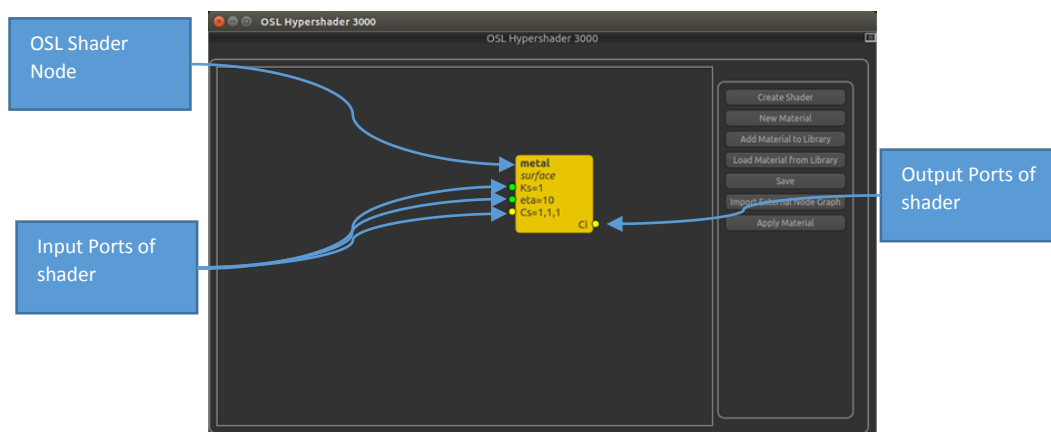 OSL Hypershader 3000
OSL Hypershader 3000
OSL Shader
Node
Input Ports of
shader
metal
surface
Ks=1
eta=10
Cs=1,1,1
Ci
Create Shader
New Material
Add Material to Library
Load Material from Library
Save
Import External Node Graph
Apply Material
Output Ports of
shader